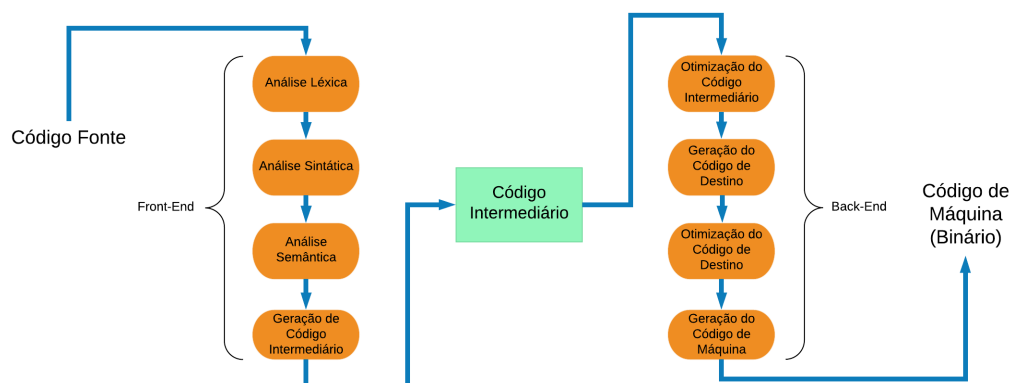 Código Fonte
Front-End
Análise Léxica
Análise Sintática
Análise
Semântica
Geração de
Código
Intermediário
Código
Intermediário
Otimização do
Código
Intermediário
Geração do
Código de
Destino
Otimização do
Código de
Destino
Geração do
Código de
Máquina
Back-End
Código de
Máquina
(Binário)